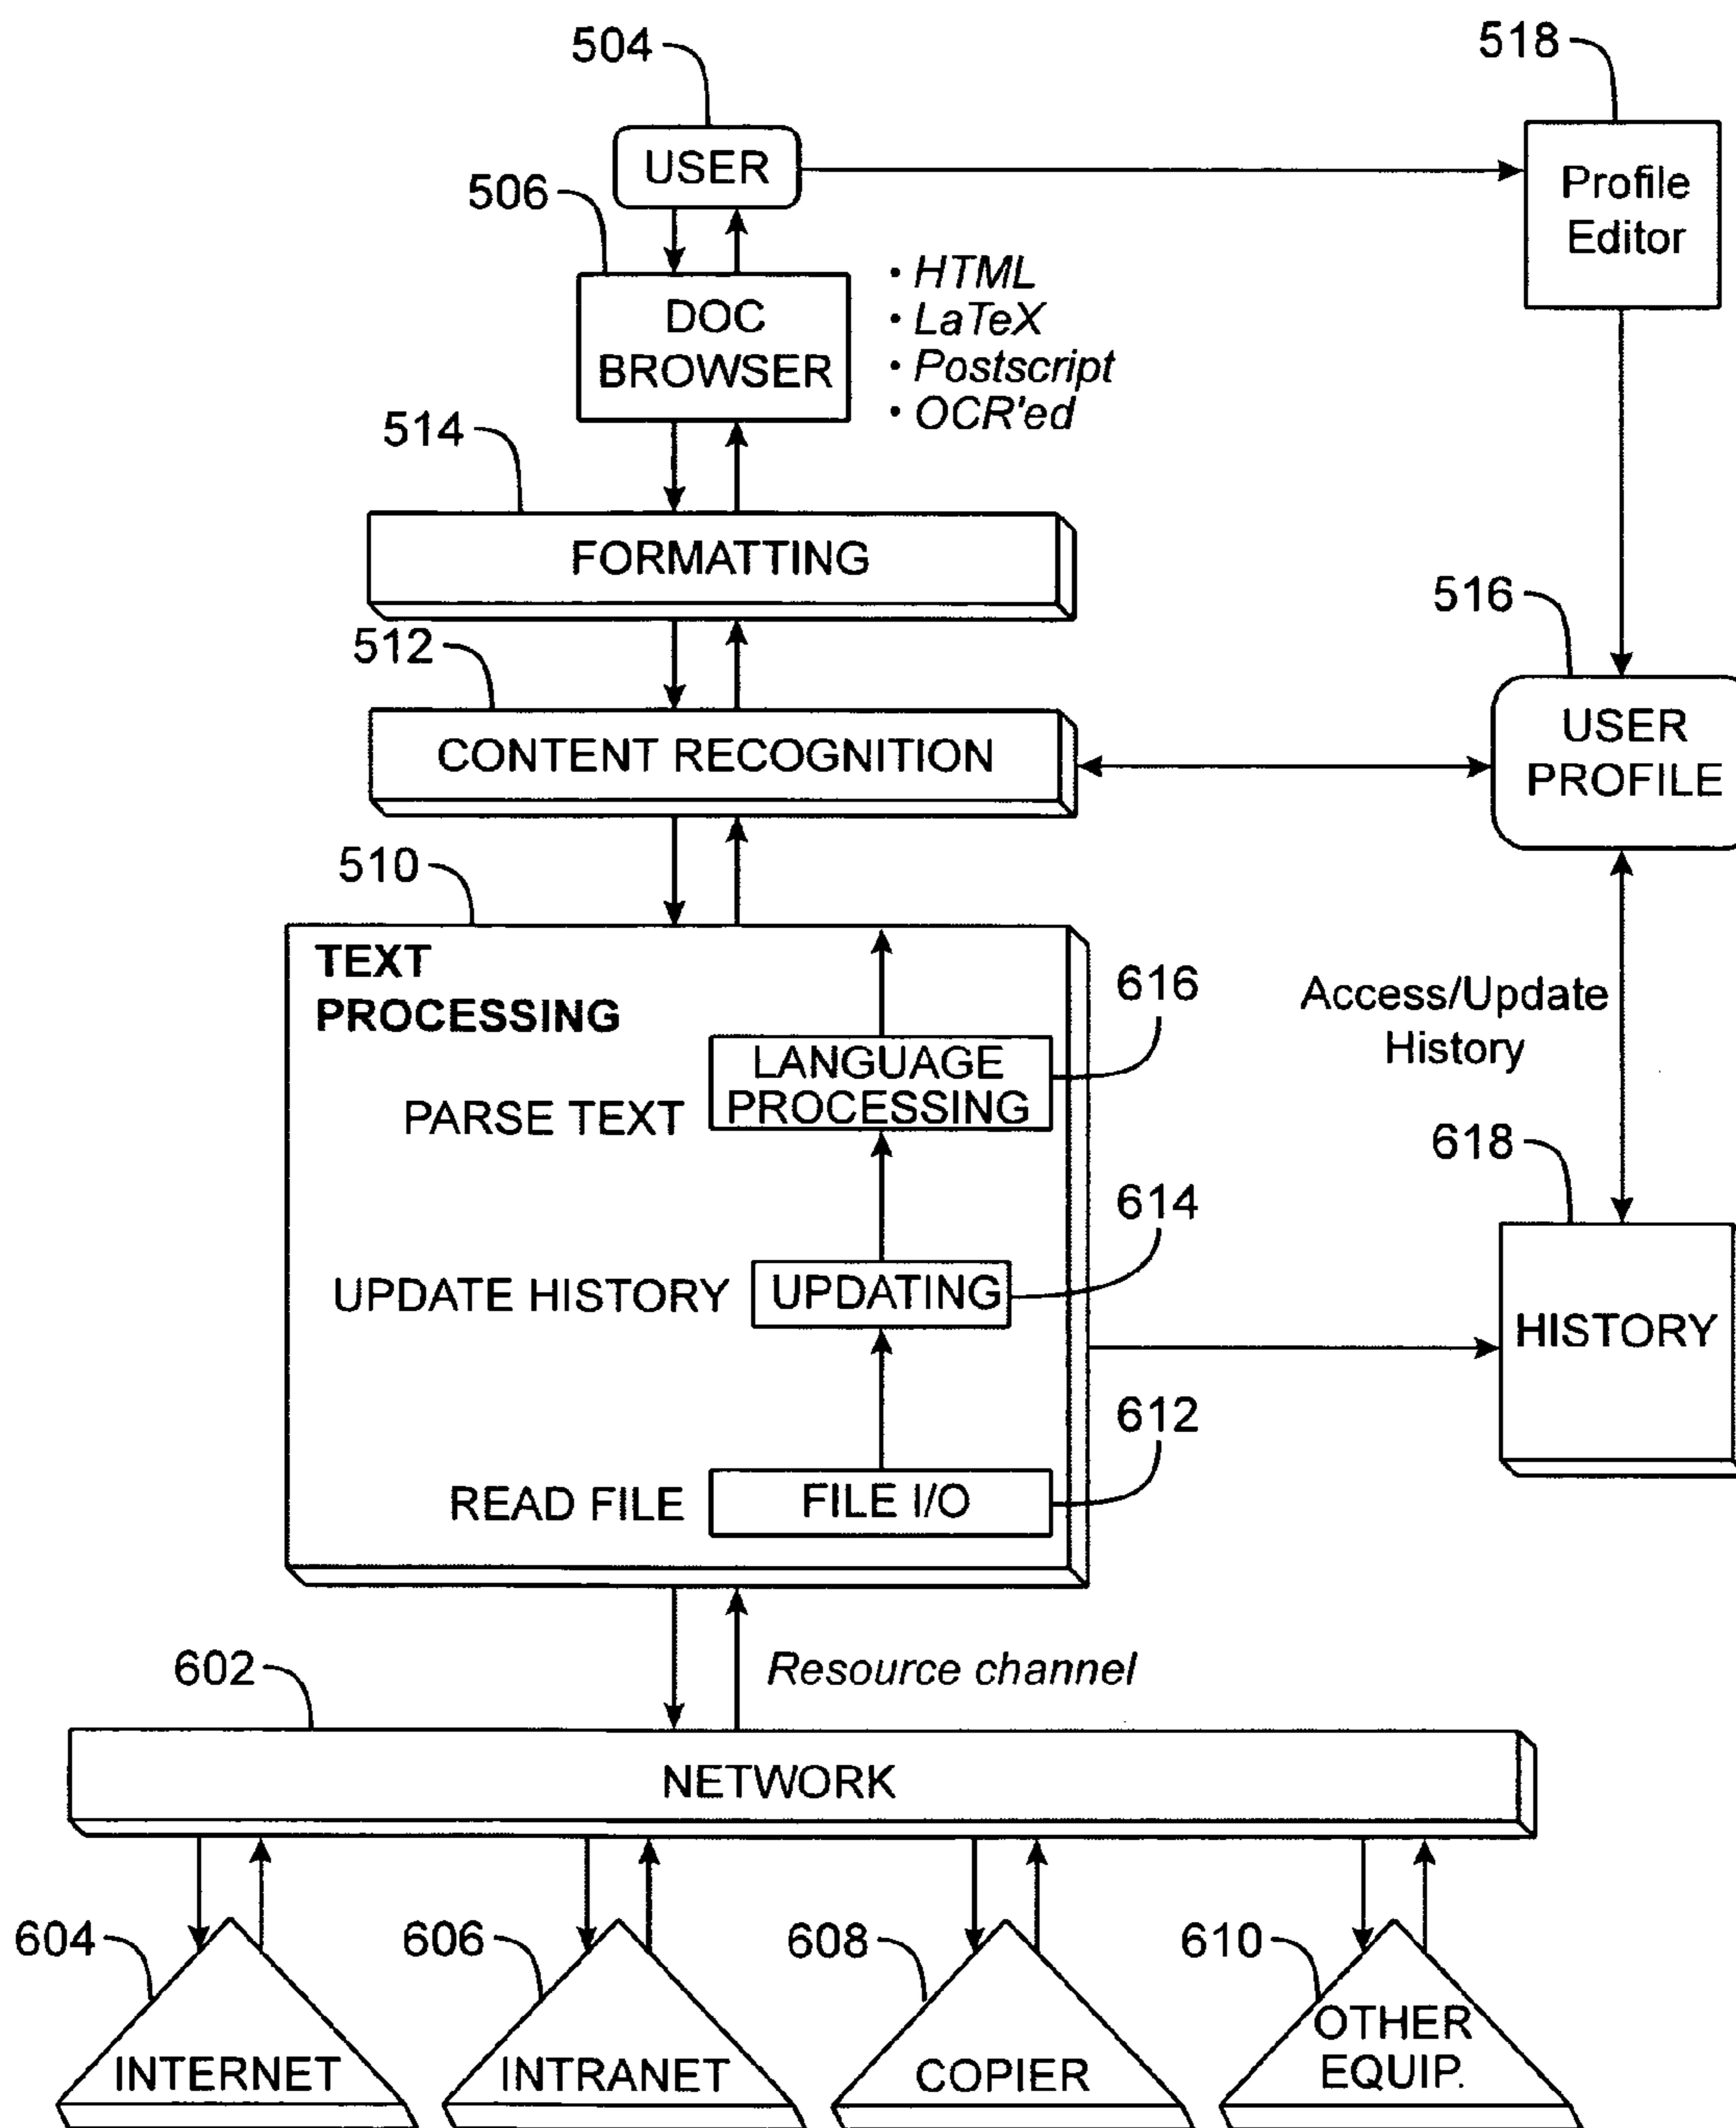 504
518
USER
506
Profile
Editor
DOC
BROWSER
• HTML
• LaTeX
• Postscript
• OCR'ed
514
FORMATTING
516
512
USER
PROFILE
CONTENT RECOGNITION
510
TEXT
PROCESSING
616
Access/Update
History
LANGUAGE
PROCESSING
PARSE TEXT
618
614
UPDATE HISTORY
UPDATING
HISTORY
612
READ FILE
FILE I/O
602
Resource channel
NETWORK
604
606
608
610
INTERNET
INTRANET
COPIER
OTHER
EQUIP.